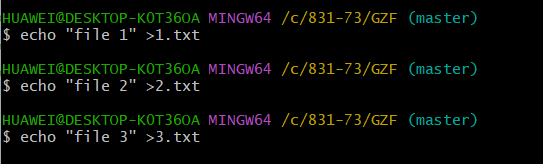 HUAWEI@DESKTOP-K0T36OA MINGW64 /c/831-73/GZF (master)
$ echo "file 1" >1.txt
HUAWEI@DESKTOP-K0T36OA MINGW64 /c/831-73/GZF (master)
$ echo "file 2" >2.txt
HUAWEI@DESKTOP-K0T36OA MINGW64 /c/831-73/GZF (master)
$ echo "file 3" >3.txt